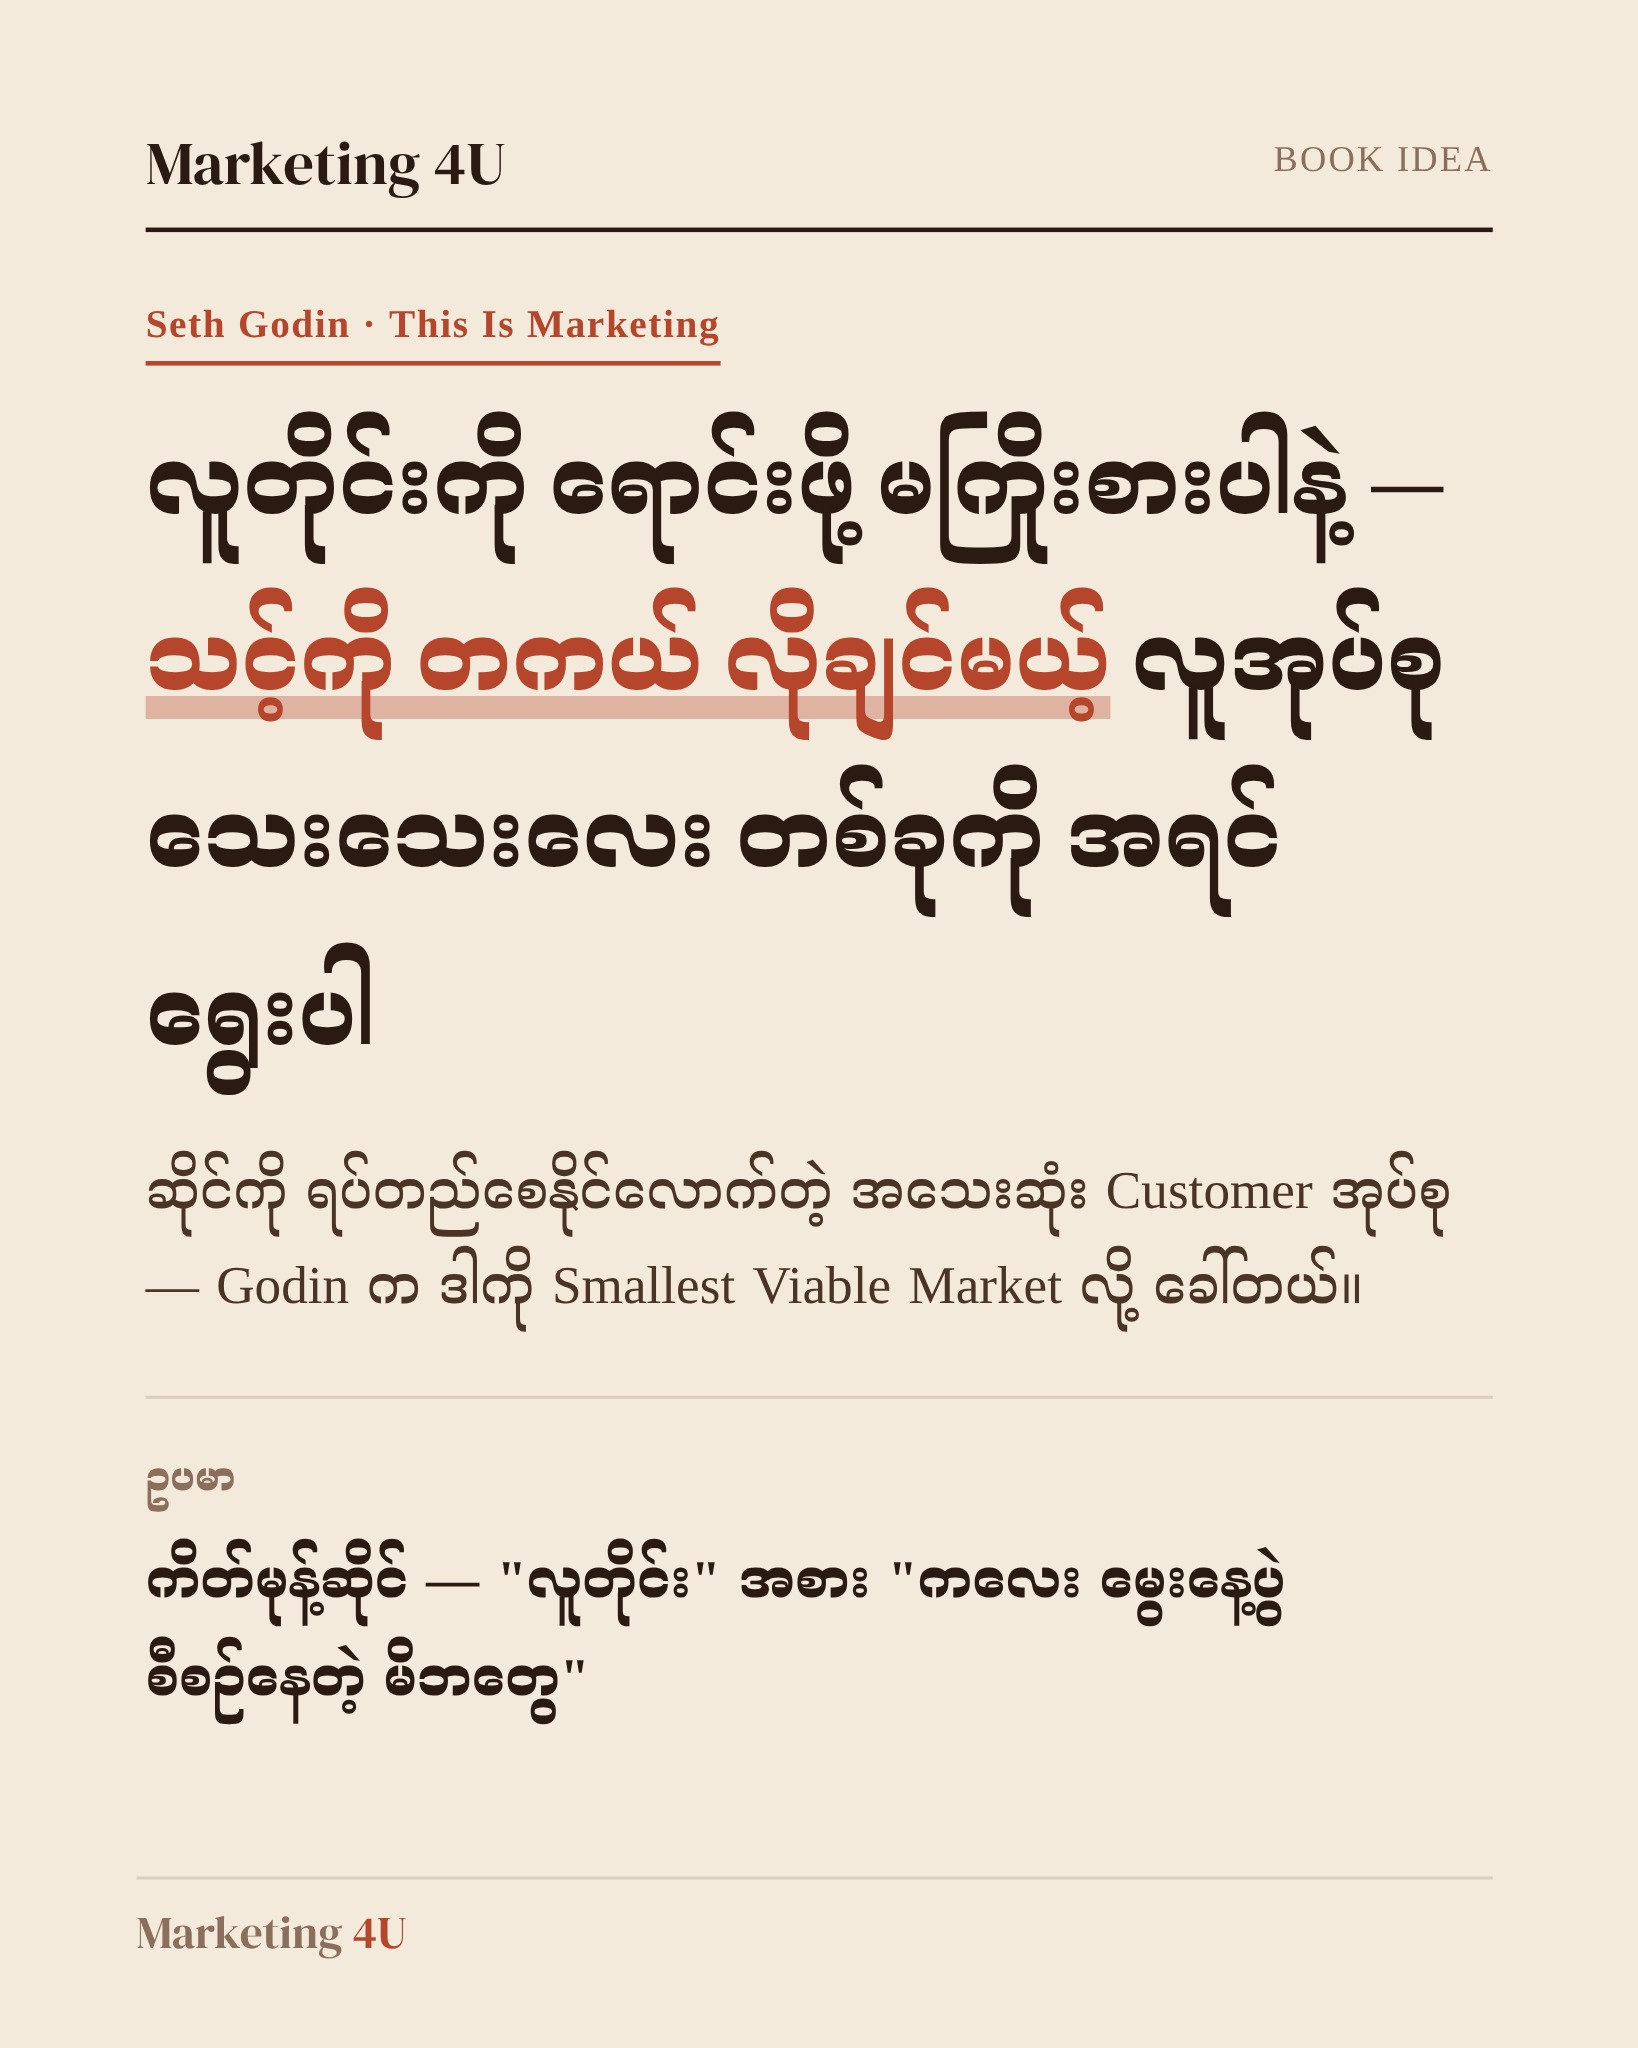 Marketing 4U
BOOK IDEA
Seth Godin · This Is Marketing
လူတိုင်းကို ရောင်းဖို့ မကြိုးစားပါနဲ့ —
သင့်ကို တကယ် လိုချင်မယ့် လူအုပ်စု
သေးသေးလေး တစ်ခုကို အရင်
ရွေးပါ
ဆိုင်ကို ရပ်တည်စေနိုင်လောက်တဲ့ အသေးဆုံး Customer အုပ်စု
— Godin က ဒါကို Smallest Viable Market လို့ ခေါ်တယ်။
ဥပမာ
ကိတ်မုန့်ဆိုင် — "လူတိုင်း" အစား "ကလေး မွေးနေ့ပွဲ
စီစဉ်နေတဲ့ မိဘတွေ"
Marketing 4U